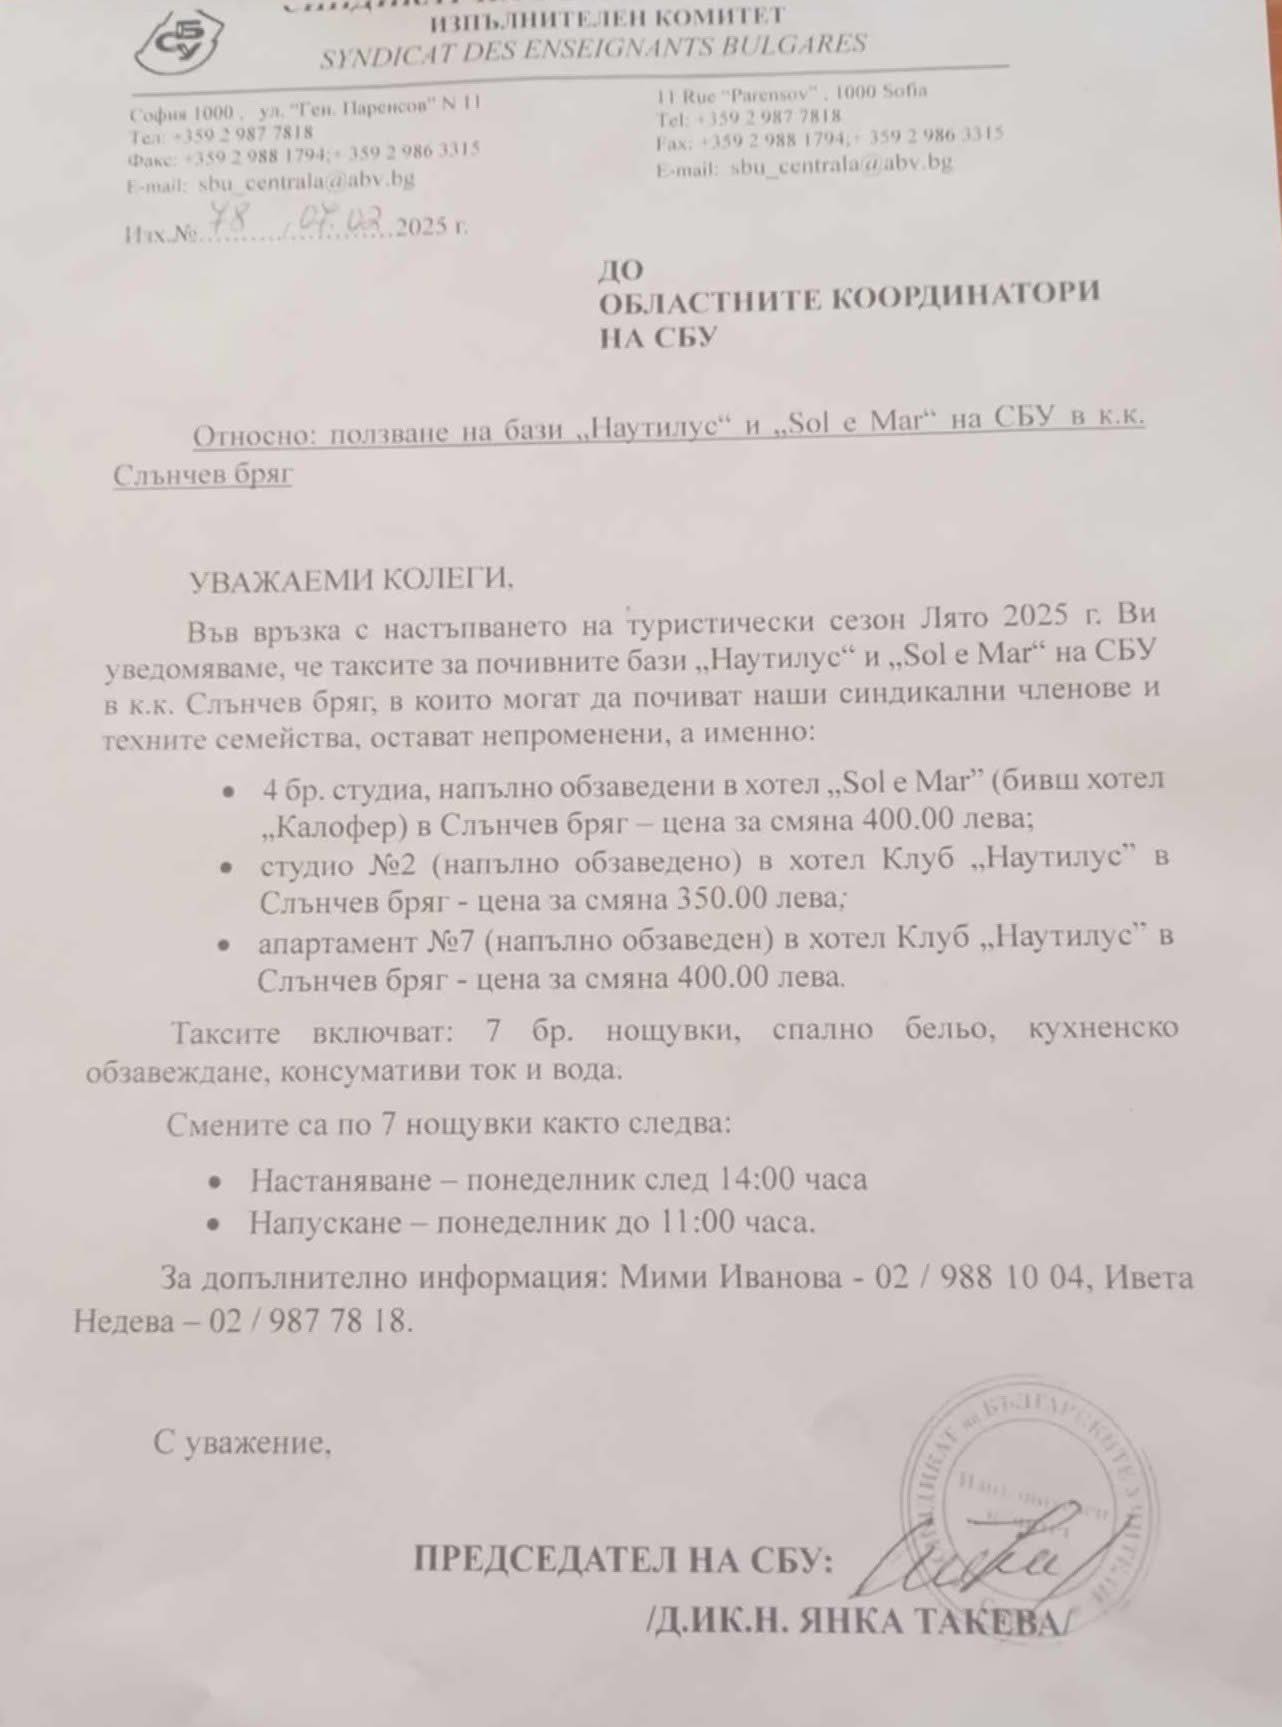 СБУ
ИЗПЪЛНИТЕЛЕН КОМИТЕТ
SYNDICAT DES ENSEIGNANTS BULGARES
София 1000 , ул. "Ген. Паренсов" N 11
Тел: +359 2 987 7818
Факс: +359 2 988 1794;+ 359 2 986 3315
E-mail: sbu_centrala@abv.bg
11 Rue "Parensov" , 1000 Sofia
Tel: +359 2 987 7818
Fax: +359 2 988 1794;+ 359 2 986 3315
E-mail: sbu_centrala@abv.bg
Изх.№ 78 / 07.02 2025 г.
ДО
ОБЛАСТНИТЕ КООРДИНАТОРИ
НА СБУ
Относно: ползване на бази „Наутилус“ и „Sol e Mar“ на СБУ в к.к.
Слънчев бряг
УВАЖАЕМИ КОЛЕГИ,
Във връзка с настъпването на туристически сезон Лято 2025 г. Ви
уведомяваме, че таксите за почивните бази „Наутилус“ и „Sol e Mar“ на СБУ
в к.к. Слънчев бряг, в които могат да почиват наши синдикални членове и
техните семейства, остават непроменени, а именно:
• 4 бр. студиа, напълно обзаведени в хотел „Sol e Mar” (бивш хотел
„Калофер) в Слънчев бряг – цена за смяна 400.00 лева;
• студио №2 (напълно обзаведено) в хотел Клуб „Наутилус” в
Слънчев бряг - цена за смяна 350.00 лева;
• апартамент №7 (напълно обзаведен) в хотел Клуб „Наутилус” в
Слънчев бряг - цена за смяна 400.00 лева.
Таксите включват: 7 бр. нощувки, спално бельо, кухненско
обзавеждане, консумативи ток и вода.
Смените са по 7 нощувки както следва:
• Настаняване – понеделник след 14:00 часа
• Напускане – понеделник до 11:00 часа.
За допълнително информация: Мими Иванова - 02 / 988 10 04, Ивета
Недева – 02 / 987 78 18.
С уважение,
ПРЕДСЕДАТЕЛ НА СБУ:
/Д.ИК.Н. ЯНКА ТАКЕВА/
СИНДИКАТ на БЪЛГАРСКИТЕ УЧИТЕЛИ